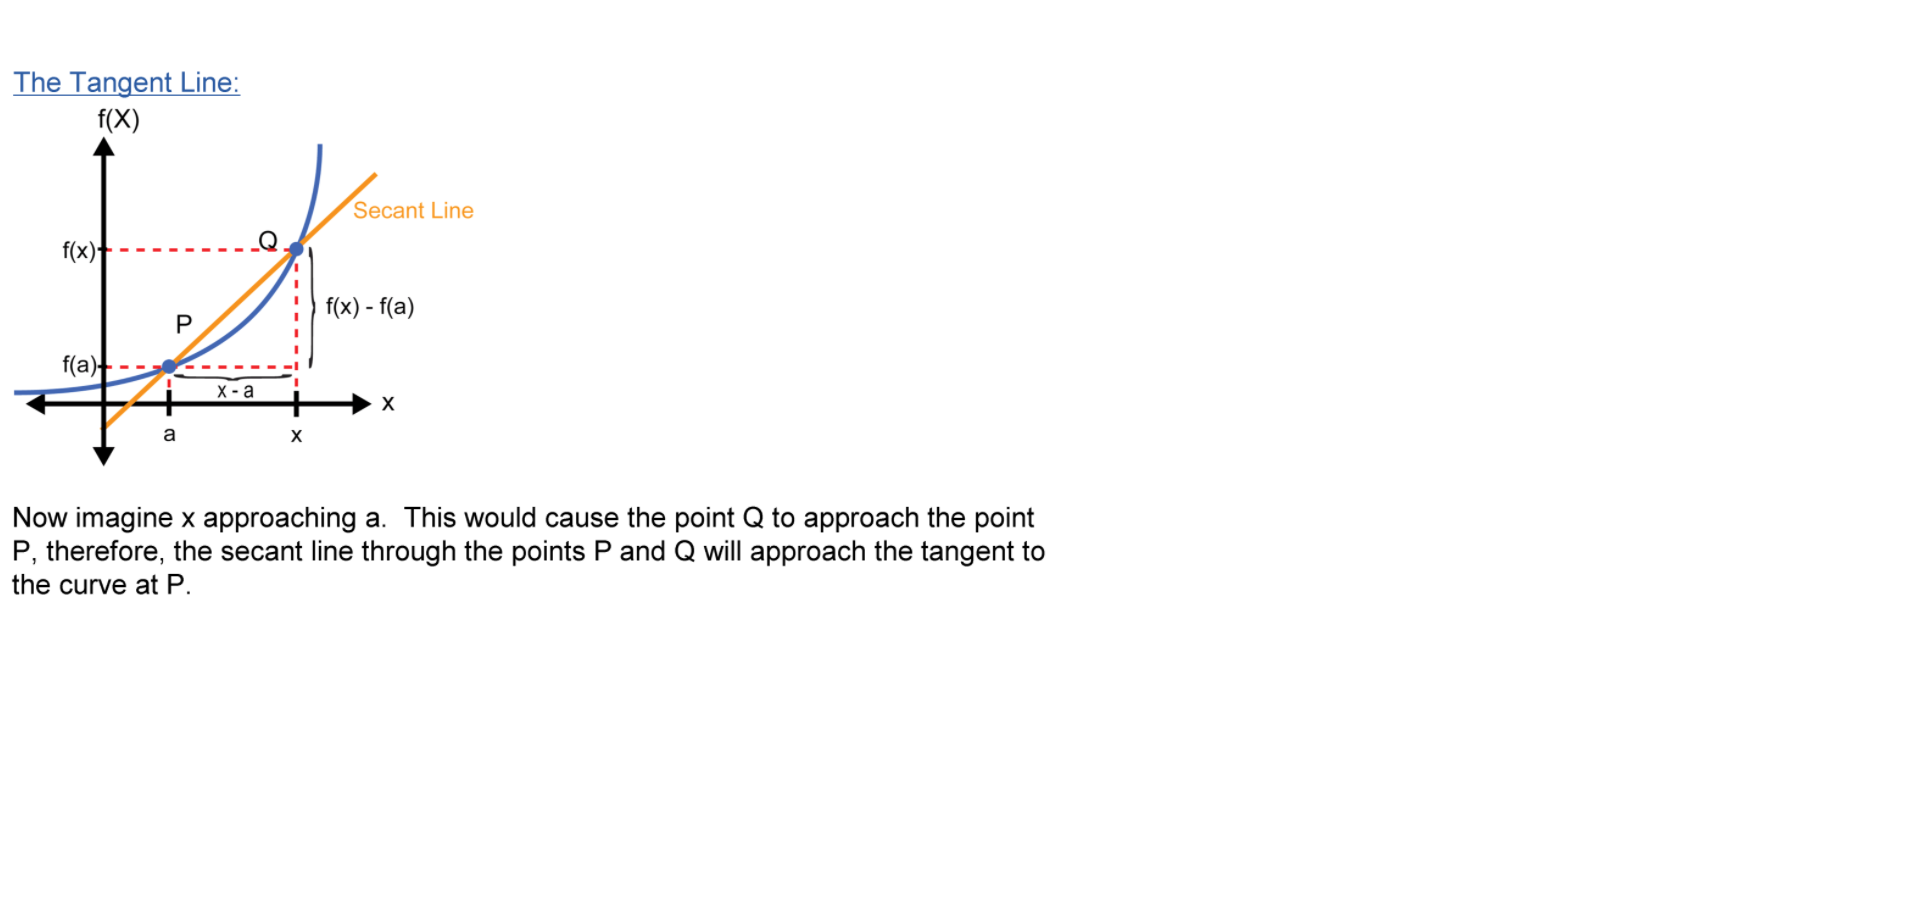 The Tangent Line:
f(X)
Secant Line
Q
f(x)
f(x) - f(a)
P
f(a)
x - a
x
a
x
Now imagine x approaching a.  This would cause the point Q to approach the point
P, therefore, the secant line through the points P and Q will approach the tangent to
the curve at P.